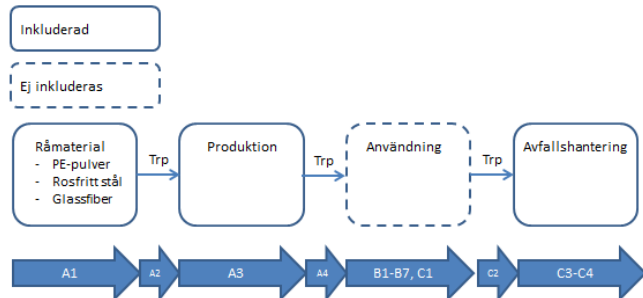 Inkluderad
Ej inkluderas
Råmaterial
- PE-pulver
- Rosfritt stål
- Glassfiber
Trp
Produktion
Trp
Användning
Trp
Avfallshantering
A1
A2
A3
A4
B1-B7, C1
C2
C3-C4